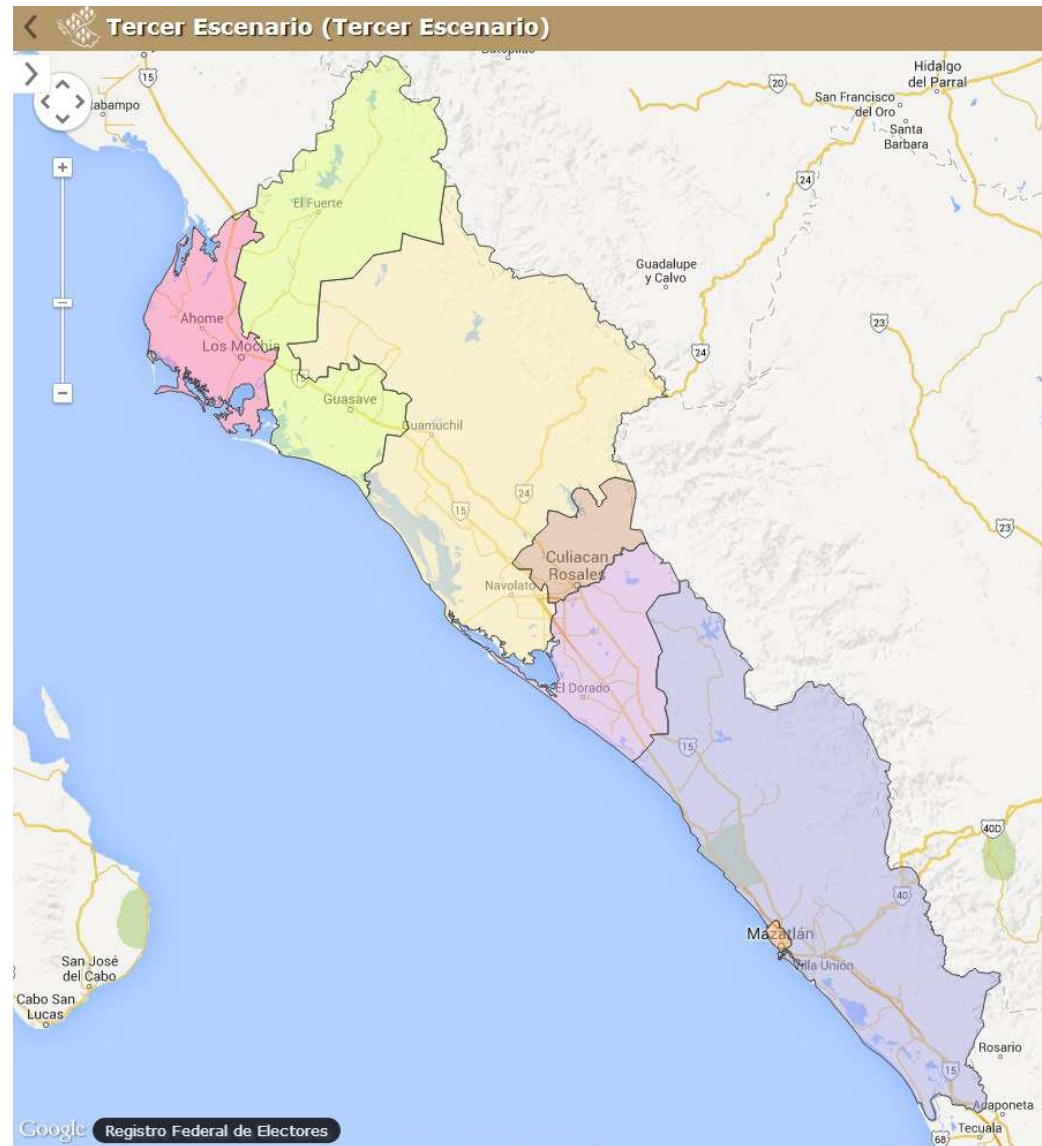 Tercer Escenario (Tercer Escenario)
Hidalgo
del Parral
15
20
San Francisco
del Oro
Santa
Barbara
24
El Fuerte
Guadalupe
y Calvo
Ahome
Los Mochis
23
24
Guasave
Guamúchil
15
24
23
Culiacan
Rosales
Navolato
El Dorado
15
40D
40
Mazatlán
Villa Unión
San José
del Cabo
Cabo San
Lucas
Rosario
15
Acaponeta
Tecuala
68
Google
Registro Federal de Electores